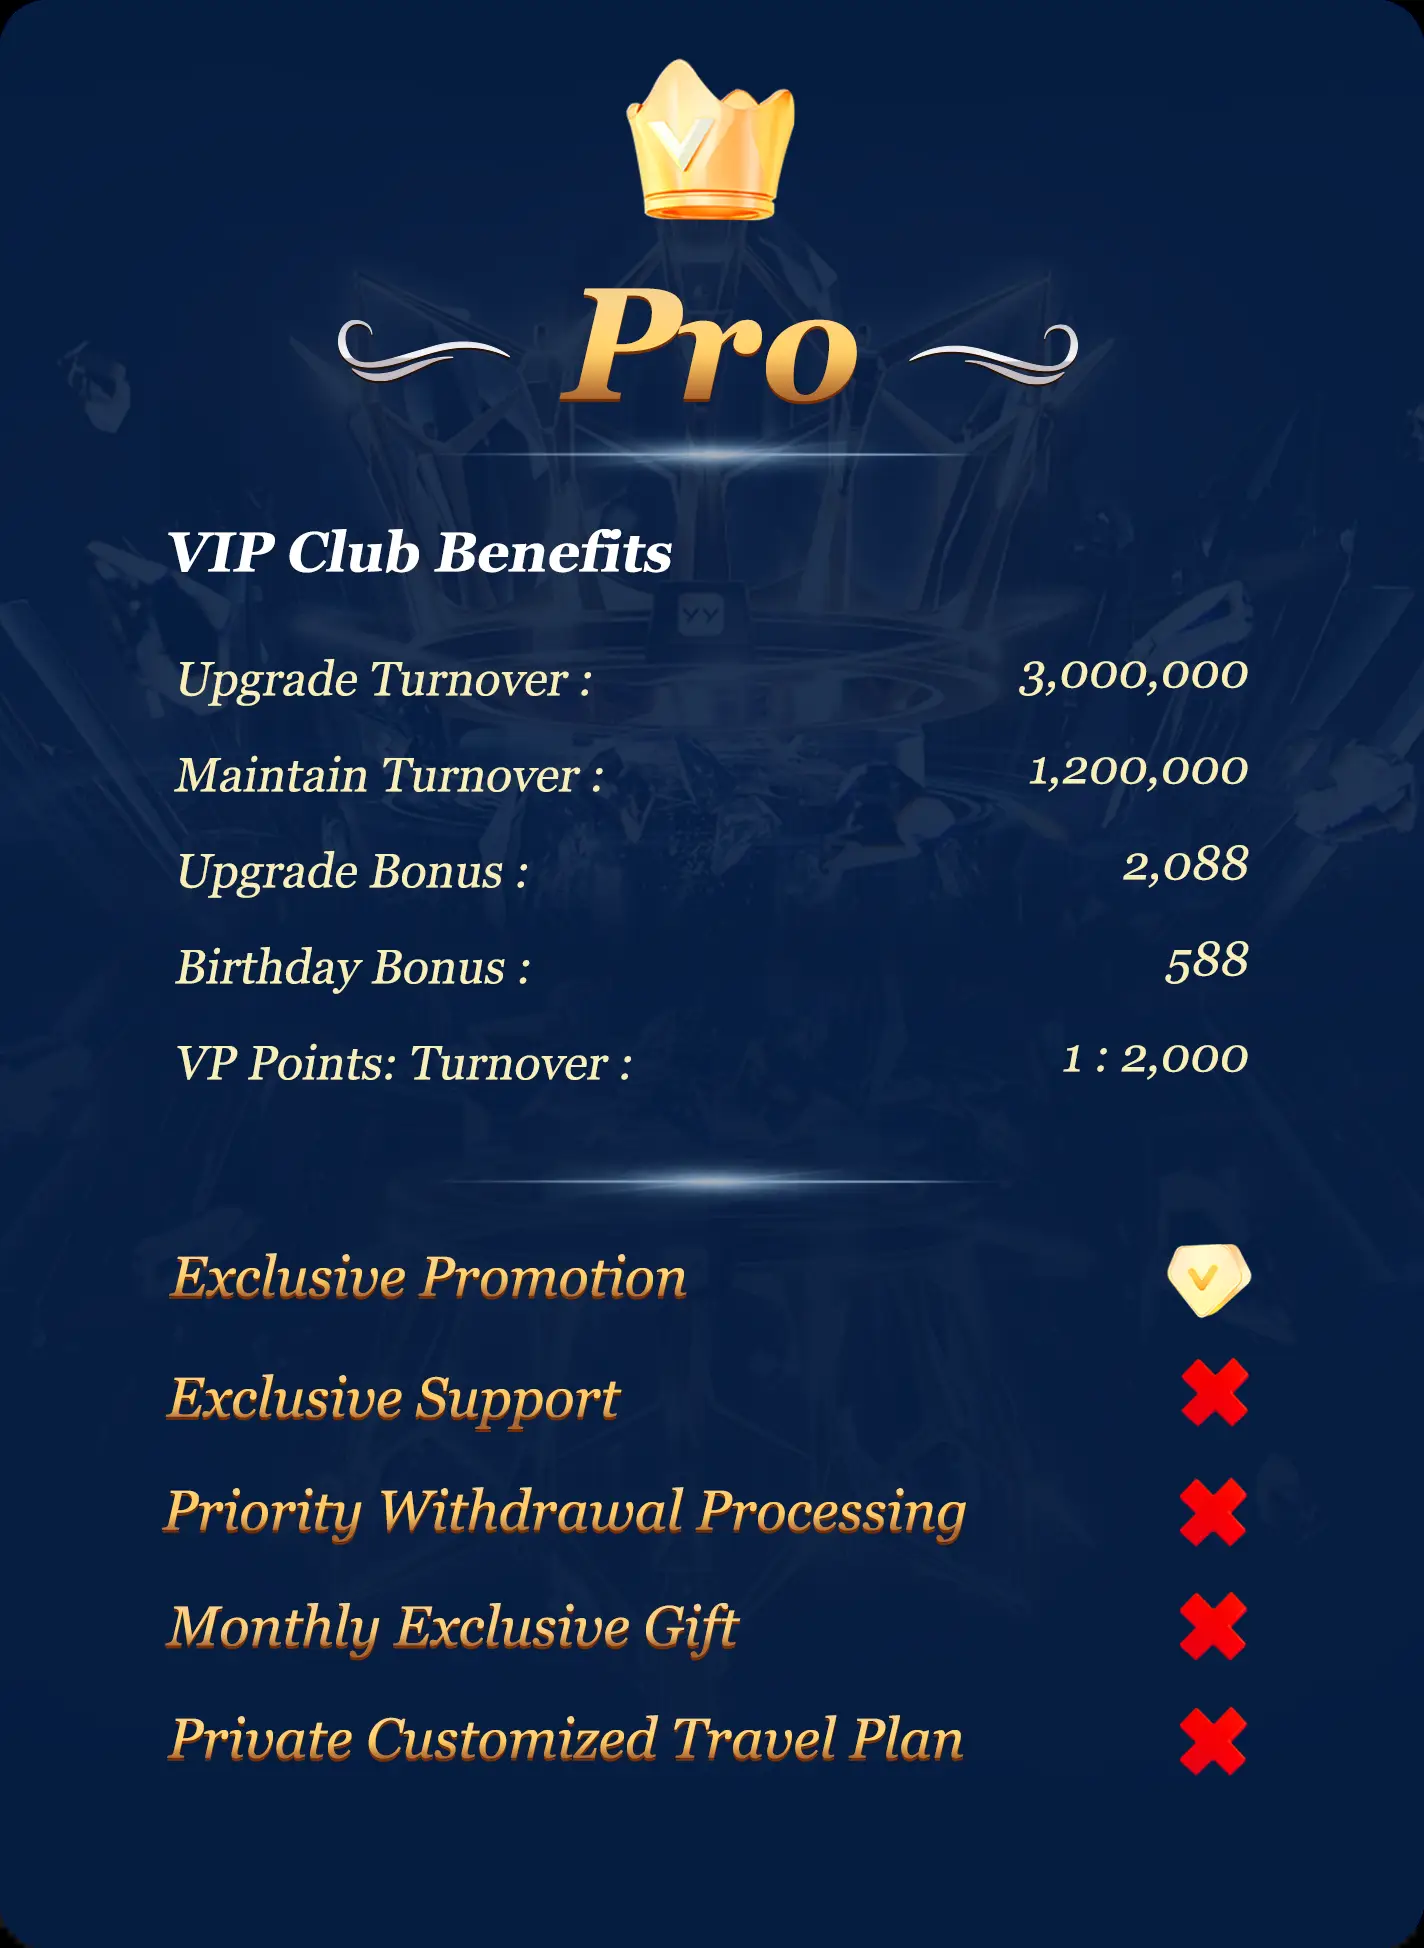 V
Pro
VIP Club Benefits
YY
Upgrade Turnover : 3,000,000
Maintain Turnover : 1,200,000
Upgrade Bonus : 2,088
Birthday Bonus : 588
VP Points: Turnover : 1 : 2,000
Exclusive Promotion
Exclusive Support
Priority Withdrawal Processing
Monthly Exclusive Gift
Private Customized Travel Plan